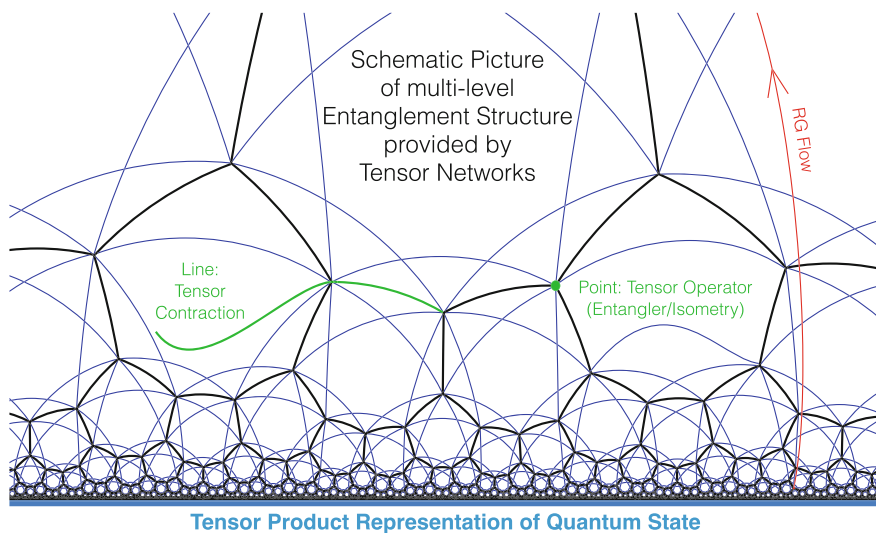 Schematic Picture
of multi-level
Entanglement Structure
provided by
Tensor Networks
RG Flow
Line:
Tensor
Contraction
Point: Tensor Operator
(Entangler/Isometry)
Tensor Product Representation of Quantum State